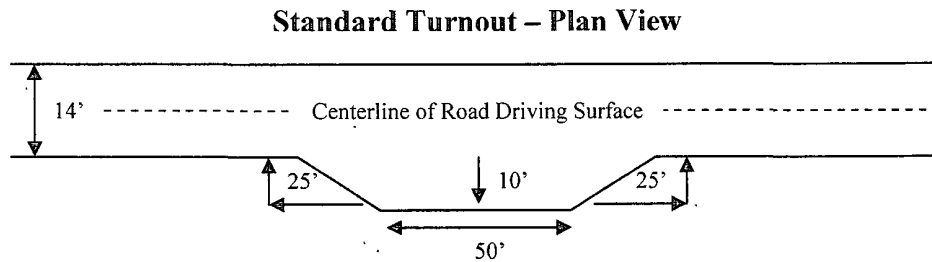 Standard Turnout – Plan View
14’
Centerline of Road Driving Surface
25’
10’
25’
50’